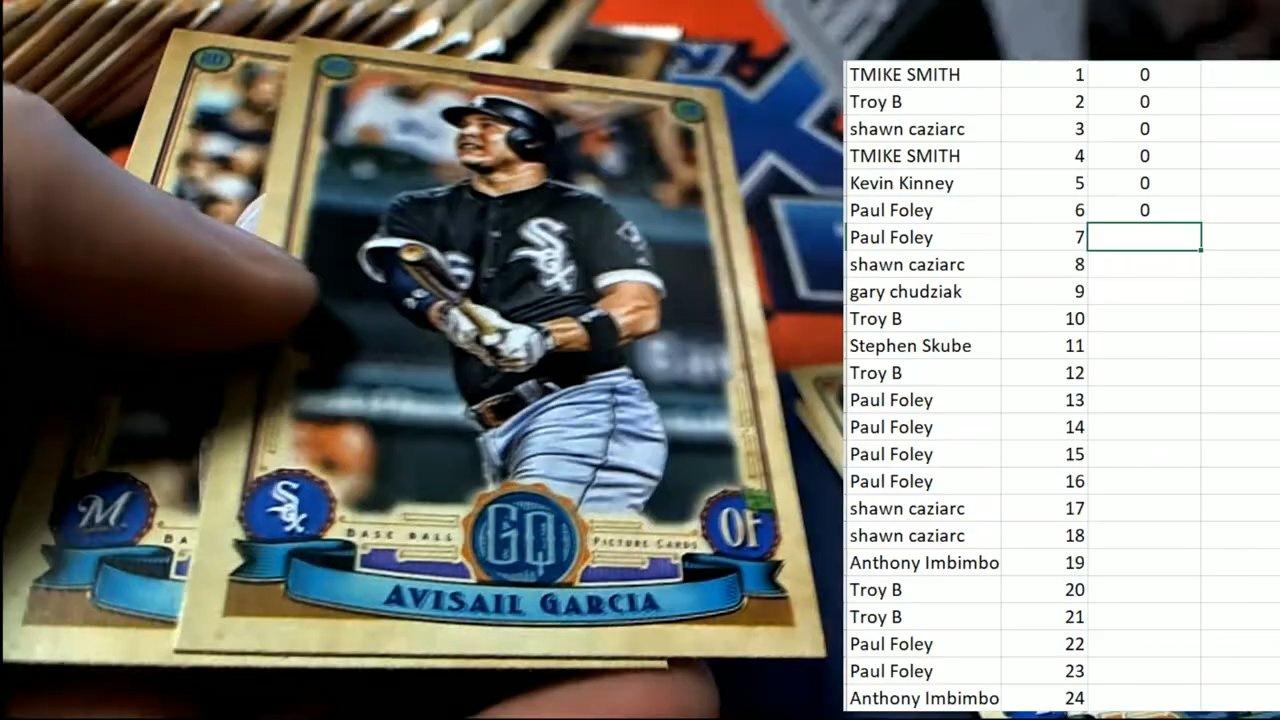 Sox
M
BA
Sox
BASE BALL
GQ
PICTURE CARDS
OF
AVISAIL GARCIA
TMIKE SMITH 1 0
Troy B 2 0
shawn caziarc 3 0
TMIKE SMITH 4 0
Kevin Kinney 5 0
Paul Foley 6 0
Paul Foley 7
shawn caziarc 8
gary chudziak 9
Troy B 10
Stephen Skube 11
Troy B 12
Paul Foley 13
Paul Foley 14
Paul Foley 15
Paul Foley 16
shawn caziarc 17
shawn caziarc 18
Anthony Imbimbo 19
Troy B 20
Troy B 21
Paul Foley 22
Paul Foley 23
Anthony Imbimbo 24